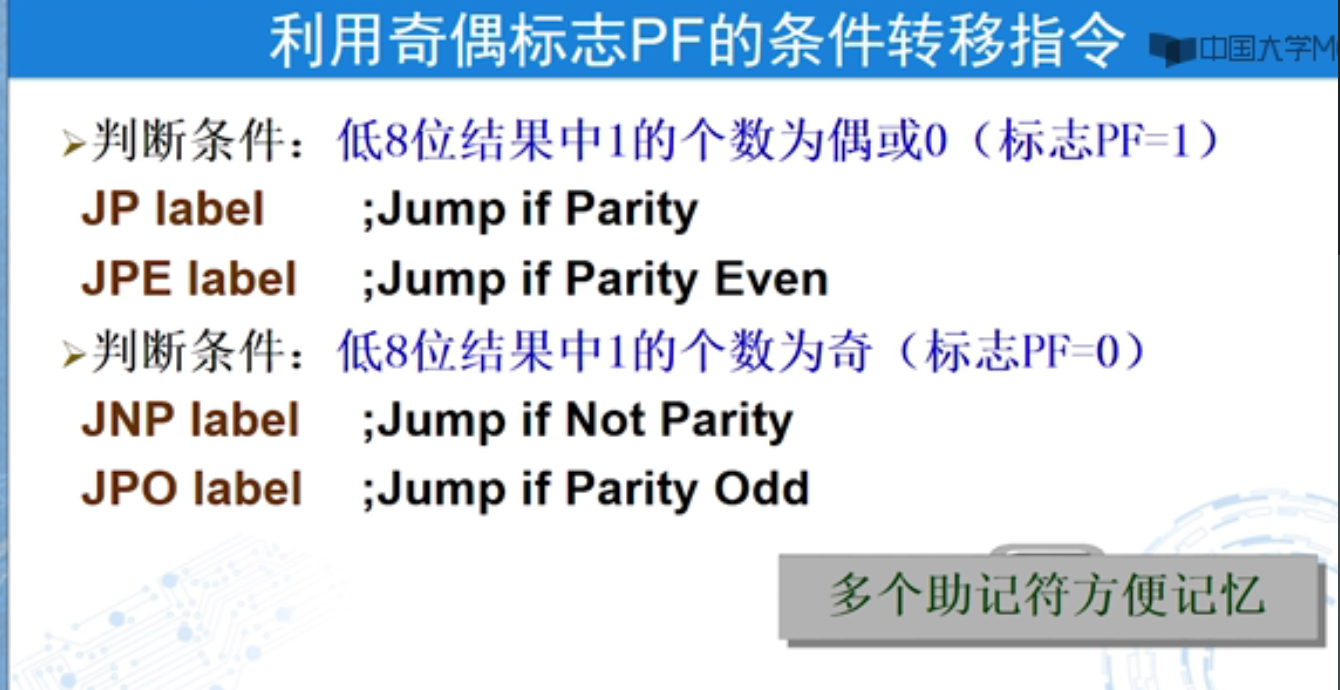 利用奇偶标志PF的条件转移指令
中国大学M
➢判断条件：低8位结果中1的个数为偶或0（标志PF=1）
JP label ;Jump if Parity
JPE label ;Jump if Parity Even
➢判断条件：低8位结果中1的个数为奇（标志PF=0）
JNP label ;Jump if Not Parity
JPO label ;Jump if Parity Odd
多个助记符方便记忆